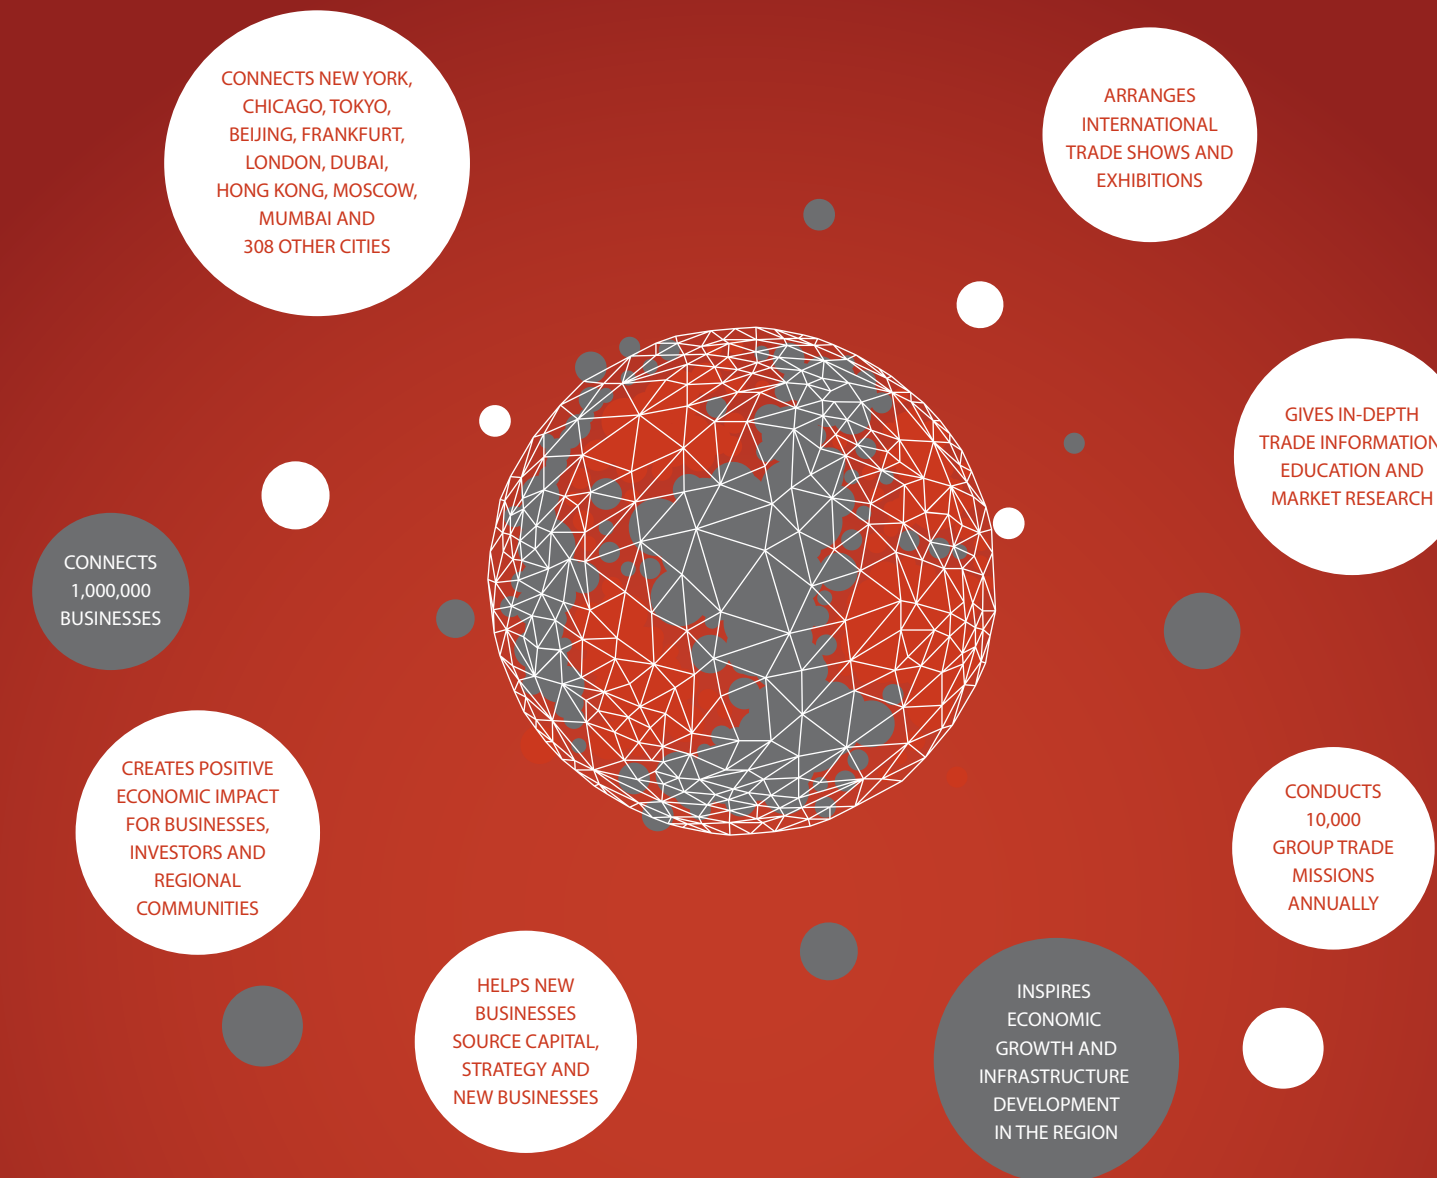 CONNECTS NEW YORK,
CHICAGO, TOKYO,
BEIJING, FRANKFURT,
LONDON, DUBAI,
HONG KONG, MOSCOW,
MUMBAI AND
308 OTHER CITIES
ARRANGES
INTERNATIONAL
TRADE SHOWS AND
EXHIBITIONS
GIVES IN-DEPTH
TRADE INFORMATION
EDUCATION AND
MARKET RESEARCH
CONNECTS
1,000,000
BUSINESSES
CREATES POSITIVE
ECONOMIC IMPACT
FOR BUSINESSES,
INVESTORS AND
REGIONAL
COMMUNITIES
CONDUCTS
10,000
GROUP TRADE
MISSIONS
ANNUALLY
HELPS NEW
BUSINESSES
SOURCE CAPITAL,
STRATEGY AND
NEW BUSINESSES
INSPIRES
ECONOMIC
GROWTH AND
INFRASTRUCTURE
DEVELOPMENT
IN THE REGION